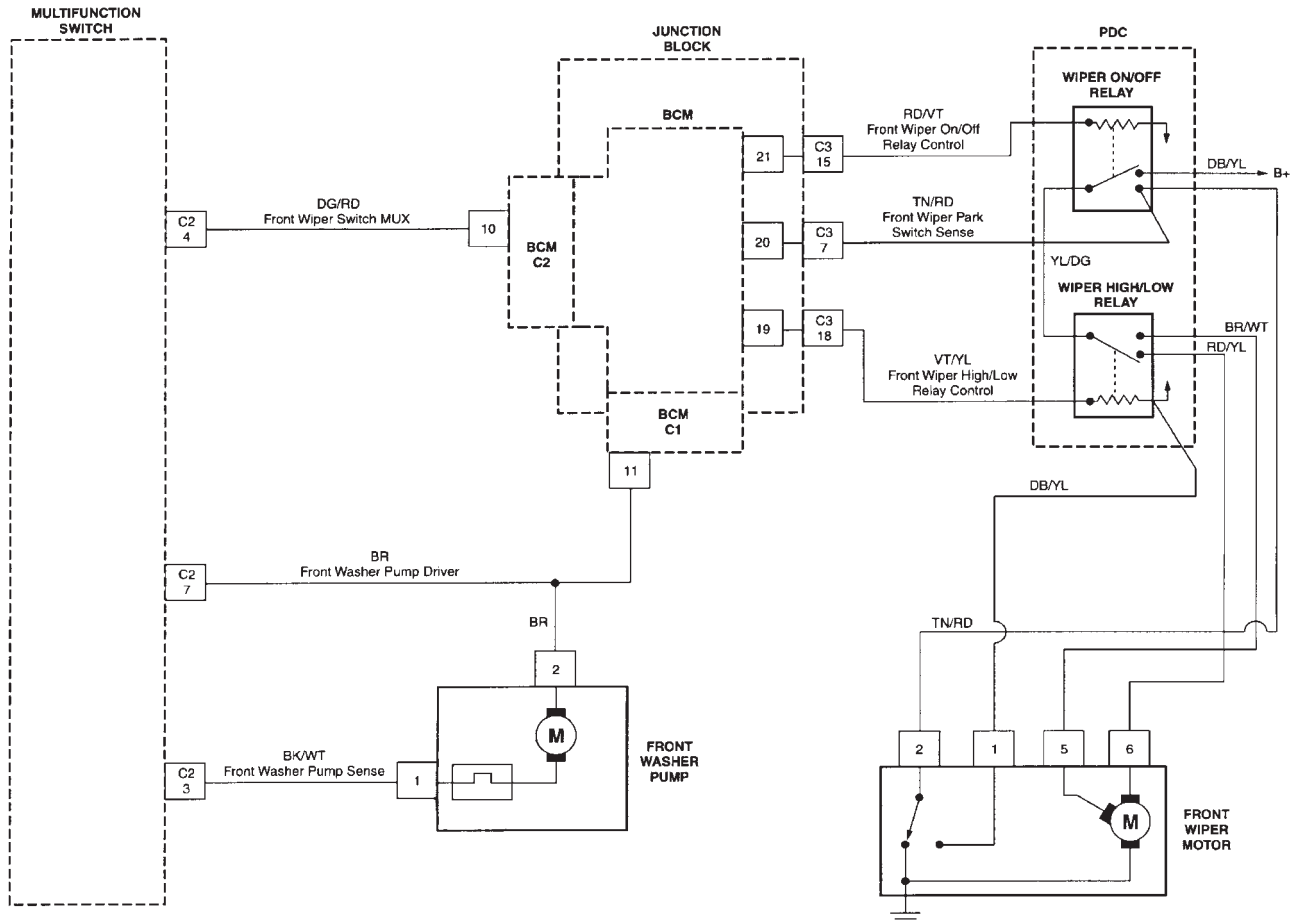 MULTIFUNCTION
SWITCH
JUNCTION
BLOCK
PDC
WIPER ON/OFF
RELAY
BCM
RD/VT
Front Wiper On/Off
Relay Control
21
C3
15
DB/YL
B+
DG/RD
Front Wiper Switch MUX
C2
4
10
BCM
C2
TN/RD
Front Wiper Park
Switch Sense
20
C3
7
YL/DG
WIPER HIGH/LOW
RELAY
19
C3
18
BR/WT
RD/YL
VT/YL
Front Wiper High/Low
Relay Control
BCM
C1
11
DB/YL
BR
Front Washer Pump Driver
C2
7
BR
TN/RD
2
M
FRONT
WASHER
PUMP
BK/WT
Front Washer Pump Sense
C2
3
1
2
1
5
6
M
FRONT
WIPER
MOTOR